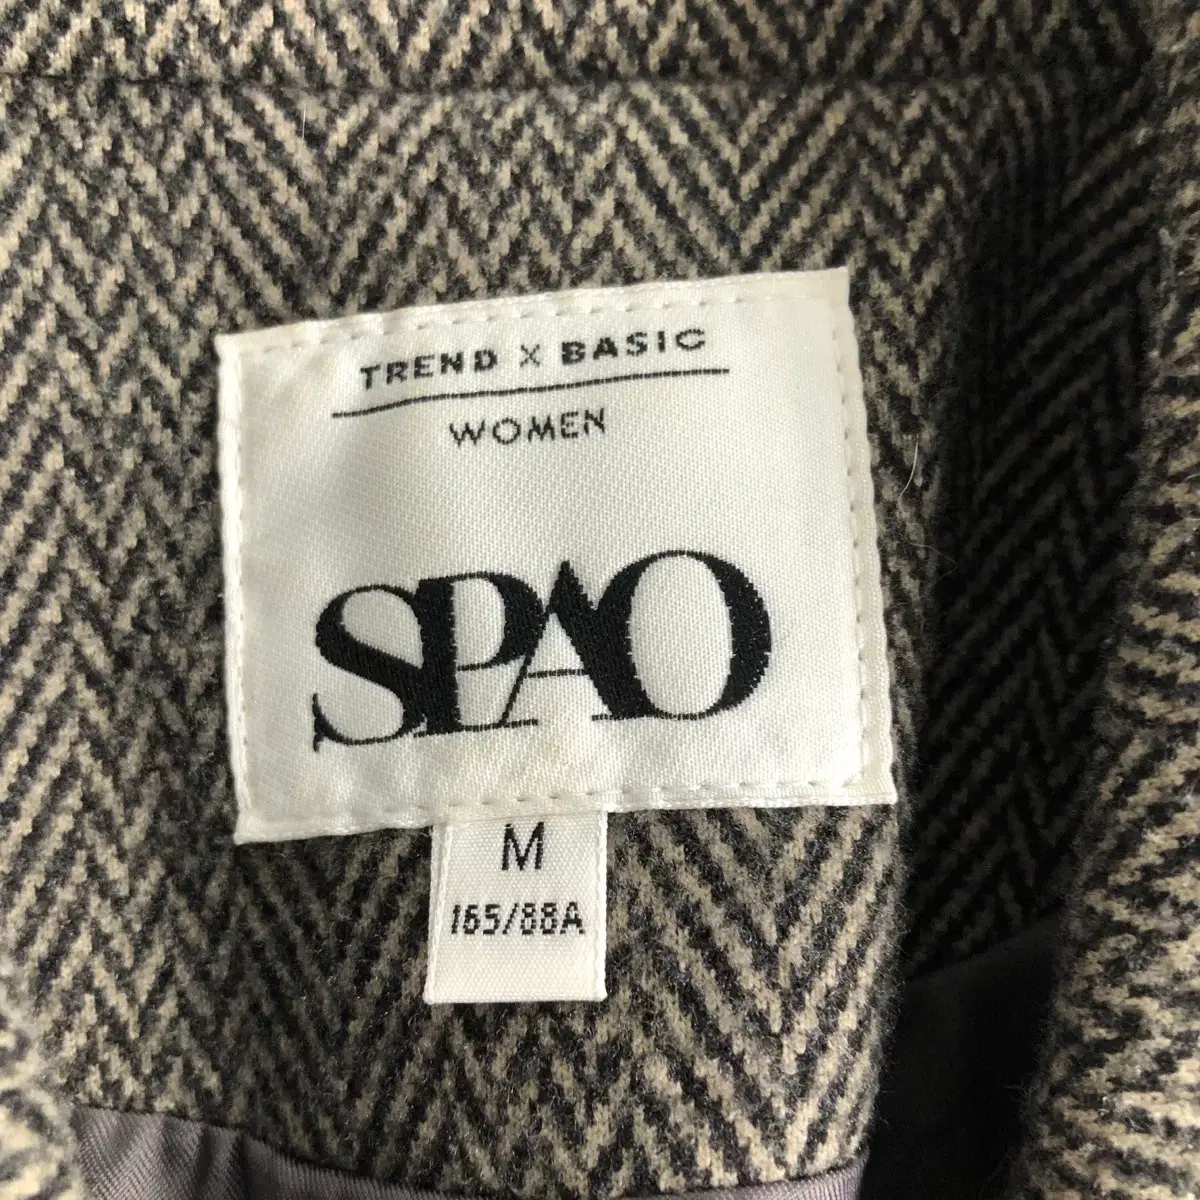 TREND X BASIC
WOMEN
SPAO
M
165/88A